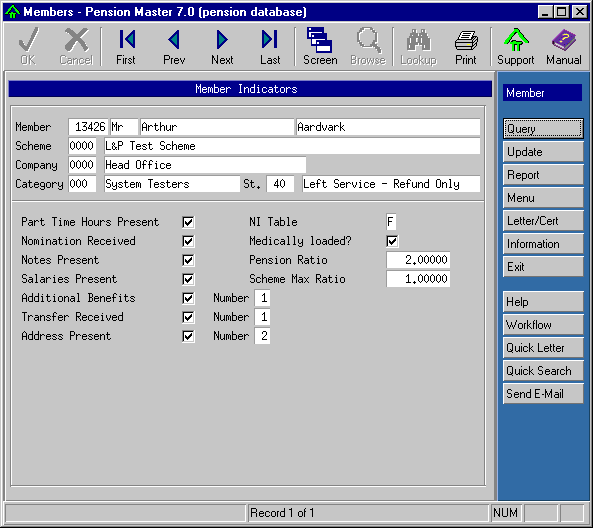 Members - Pension Master 7.0 (pension database)
OK Cancel First Prev Next Last Screen Browse Lookup Print Support Manual
Member Indicators
Member 13426 Mr Arthur Aardvark
Scheme 0000 L&P Test Scheme
Company 0000 Head Office
Category 000 System Testers St. 40 Left Service - Refund Only
Part Time Hours Present NI Table F
Nomination Received Medically loaded?
Notes Present Pension Ratio 2.00000
Salaries Present Scheme Max Ratio 1.00000
Additional Benefits Number 1
Transfer Received Number 1
Address Present Number 2
Member
Query
Update
Report
Menu
Letter/Cert
Information
Exit
Help
Workflow
Quick Letter
Quick Search
Send E-Mail
Record 1 of 1 NUM